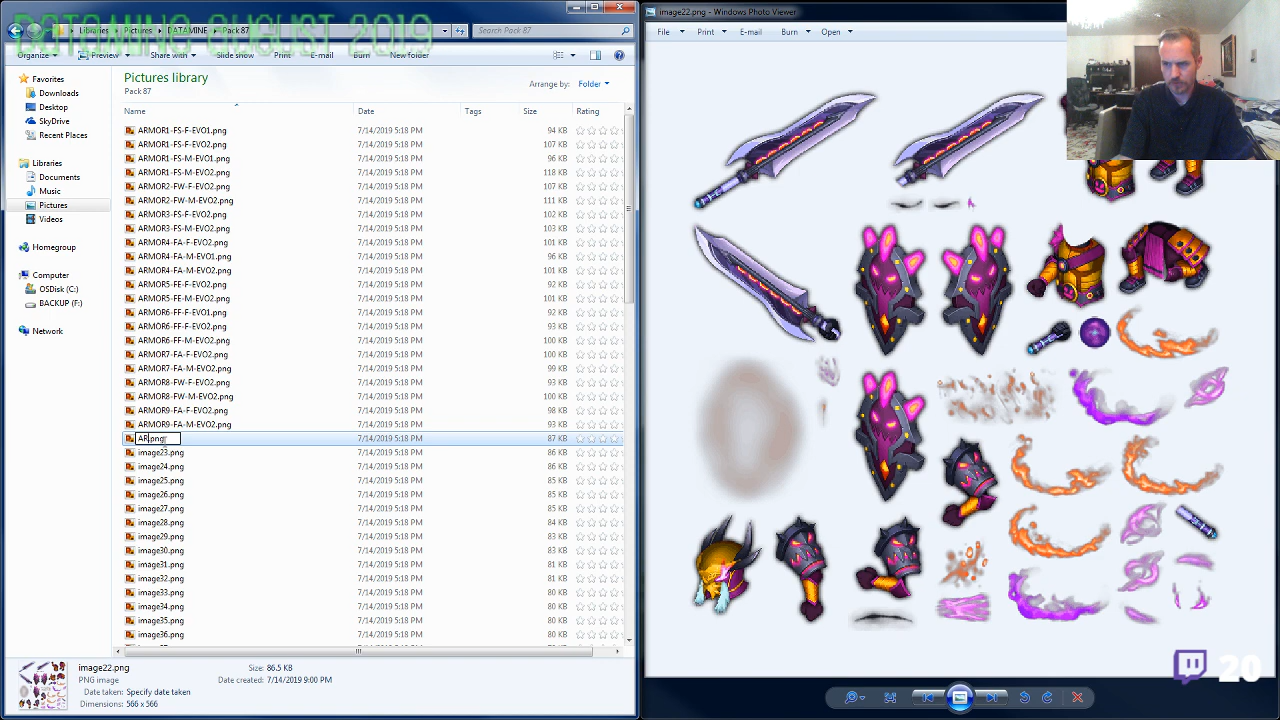 DATAMINE AUGUST 2019
Libraries ▸ Pictures ▸ DATAMINE ▸ Pack 87
Search Pack 87
Organize Preview Share with Slide show Print E-mail Burn New folder
Favorites
Downloads
Desktop
SkyDrive
Recent Places
Libraries
Documents
Music
Pictures
Videos
Homegroup
Computer
OSDisk (C:)
BACKUP (F:)
Network
Pictures library
Pack 87
Arrange by: Folder
Name Date Tags Size Rating
ARMOR1-FS-F-EVO1.png 7/14/2019 5:18 PM 94 KB
ARMOR1-FS-F-EVO2.png 7/14/2019 5:18 PM 107 KB
ARMOR1-FS-M-EVO1.png 7/14/2019 5:18 PM 96 KB
ARMOR1-FS-M-EVO2.png 7/14/2019 5:18 PM 118 KB
ARMOR2-FW-F-EVO2.png 7/14/2019 5:18 PM 107 KB
ARMOR2-FW-M-EVO2.png 7/14/2019 5:18 PM 111 KB
ARMOR3-FS-F-EVO2.png 7/14/2019 5:18 PM 102 KB
ARMOR3-FS-M-EVO2.png 7/14/2019 5:18 PM 103 KB
ARMOR4-FA-F-EVO2.png 7/14/2019 5:18 PM 101 KB
ARMOR4-FA-M-EVO1.png 7/14/2019 5:18 PM 96 KB
ARMOR4-FA-M-EVO2.png 7/14/2019 5:18 PM 101 KB
ARMOR5-FE-F-EVO2.png 7/14/2019 5:18 PM 103 KB
ARMOR5-FE-M-EVO2.png 7/14/2019 5:18 PM 101 KB
ARMOR6-FF-F-EVO1.png 7/14/2019 5:18 PM 92 KB
ARMOR6-FF-F-EVO2.png 7/14/2019 5:18 PM 93 KB
ARMOR6-FF-M-EVO2.png 7/14/2019 5:18 PM 100 KB
ARMOR7-FA-F-EVO2.png 7/14/2019 5:18 PM 100 KB
ARMOR7-FA-M-EVO2.png 7/14/2019 5:18 PM 99 KB
ARMOR8-FW-F-EVO2.png 7/14/2019 5:18 PM 93 KB
ARMOR8-FW-M-EVO2.png 7/14/2019 5:18 PM 100 KB
ARMOR9-FA-F-EVO2.png 7/14/2019 5:18 PM 98 KB
ARMOR9-FA-M-EVO2.png 7/14/2019 5:18 PM 93 KB
AR.png 7/14/2019 5:18 PM 87 KB
image23.png 7/14/2019 5:18 PM 86 KB
image24.png 7/14/2019 5:18 PM 86 KB
image25.png 7/14/2019 5:18 PM 85 KB
image26.png 7/14/2019 5:18 PM 85 KB
image27.png 7/14/2019 5:18 PM 85 KB
image28.png 7/14/2019 5:18 PM 84 KB
image29.png 7/14/2019 5:18 PM 83 KB
image30.png 7/14/2019 5:18 PM 83 KB
image31.png 7/14/2019 5:18 PM 81 KB
image32.png 7/14/2019 5:18 PM 81 KB
image33.png 7/14/2019 5:18 PM 80 KB
image34.png 7/14/2019 5:18 PM 80 KB
image35.png 7/14/2019 5:18 PM 80 KB
image36.png 7/14/2019 5:18 PM 80 KB
image22.png
PNG image
Date taken: Specify date taken
Dimensions: 566 x 566
Size: 86.5 KB
Date created: 7/14/2019 9:00 PM
image22.png - Windows Photo Viewer
File Print E-mail Burn Open
20